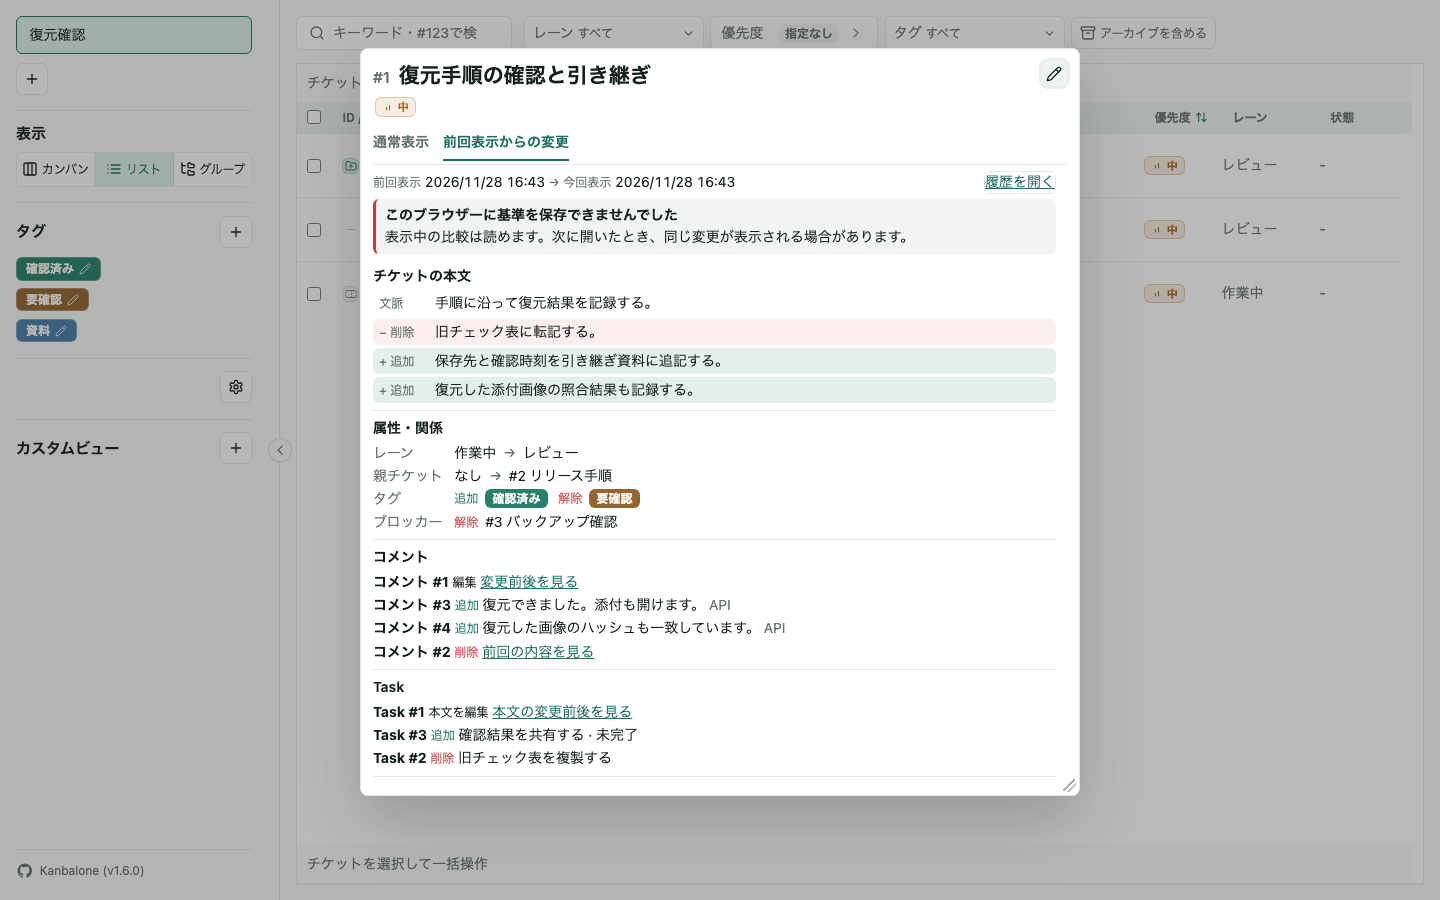 復元確認
表示
カンバン
リスト
グループ
タグ
確認済み
要確認
資料
カスタムビュー
Kanbalone (v1.6.0)
キーワード・#123で検
レーン すべて
優先度 指定なし
タグ すべて
アーカイブを含める
チケット
ID
優先度
レーン
状態
中
レビュー
-
中
レビュー
-
中
作業中
-
チケットを選択して一括操作
#1 復元手順の確認と引き継ぎ
中
通常表示
前回表示からの変更
前回表示 2026/11/28 16:43 → 今回表示 2026/11/28 16:43
履歴を開く
このブラウザーに基準を保存できませんでした
表示中の比較は読めます。次に開いたとき、同じ変更が表示される場合があります。
チケットの本文
文脈 手順に沿って復元結果を記録する。
− 削除 旧チェック表に転記する。
+ 追加 保存先と確認時刻を引き継ぎ資料に追記する。
+ 追加 復元した添付画像の照合結果も記録する。
属性・関係
レーン 作業中 → レビュー
親チケット なし → #2 リリース手順
タグ 追加 確認済み 解除 要確認
ブロッカー 解除 #3 バックアップ確認
コメント
コメント #1 編集 変更前後を見る
コメント #3 追加 復元できました。添付も開けます。 API
コメント #4 追加 復元した画像のハッシュも一致しています。 API
コメント #2 削除 前回の内容を見る
Task
Task #1 本文を編集 本文の変更前後を見る
Task #3 追加 確認結果を共有する · 未完了
Task #2 削除 旧チェック表を複製する